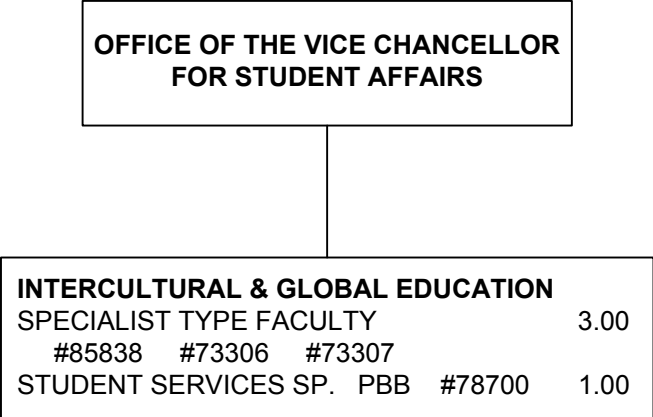 OFFICE OF THE VICE CHANCELLOR
FOR STUDENT AFFAIRS
INTERCULTURAL & GLOBAL EDUCATION
SPECIALIST TYPE FACULTY 3.00
#85838 #73306 #73307
STUDENT SERVICES SP. PBB #78700 1.00